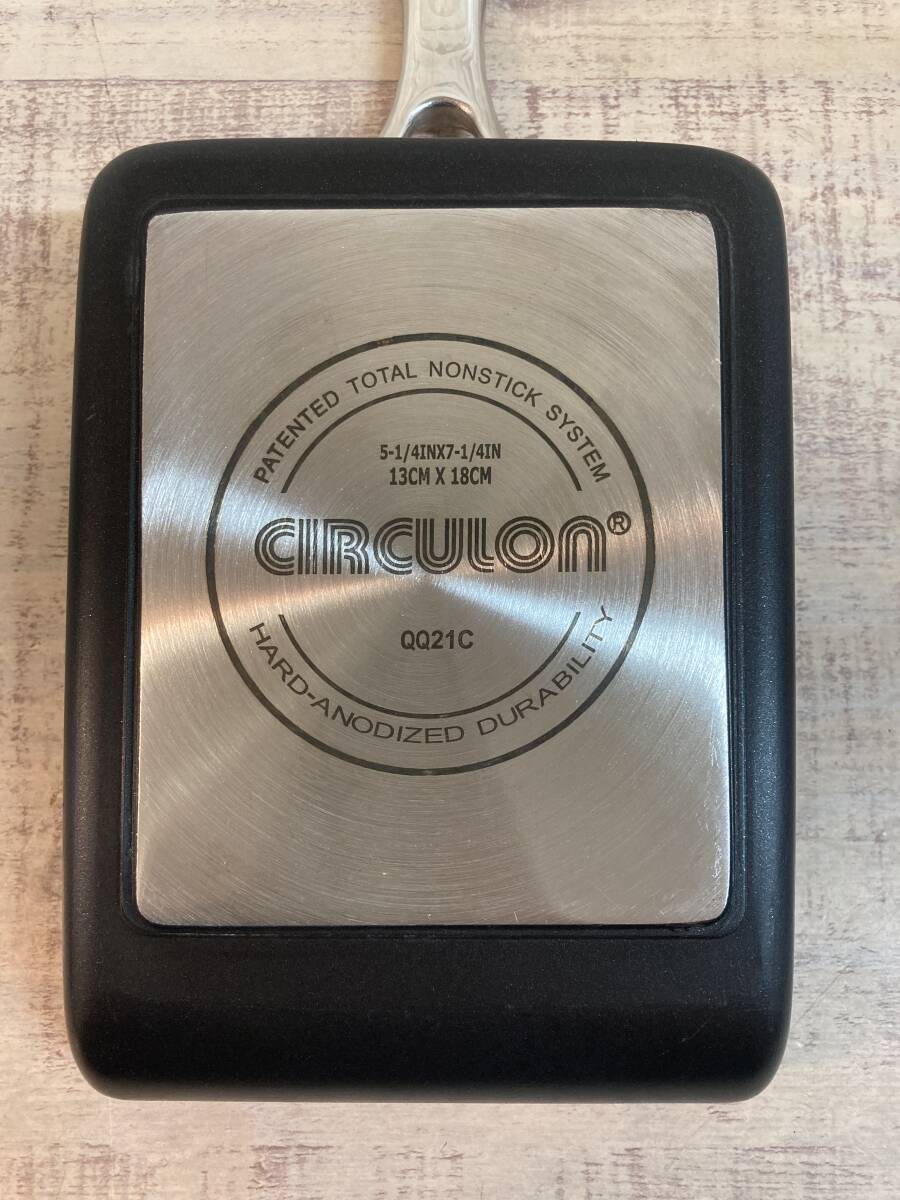 PATENTED TOTAL NONSTICK SYSTEM
5-1/4INX7-1/4IN
13CM X 18CM
CIRCULON®
QQ21C
HARD-ANODIZED DURABILITY